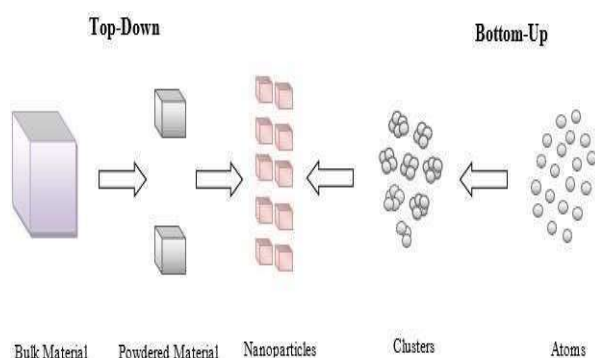 Top-Down
Bottom-Up
Bulk Material
Powdered Material
Nanoparticles
Clusters
Atoms